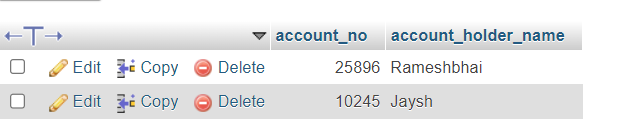 account_no account_holder_name
Edit Copy Delete 25896 Rameshbhai
Edit Copy Delete 10245 Jaysh